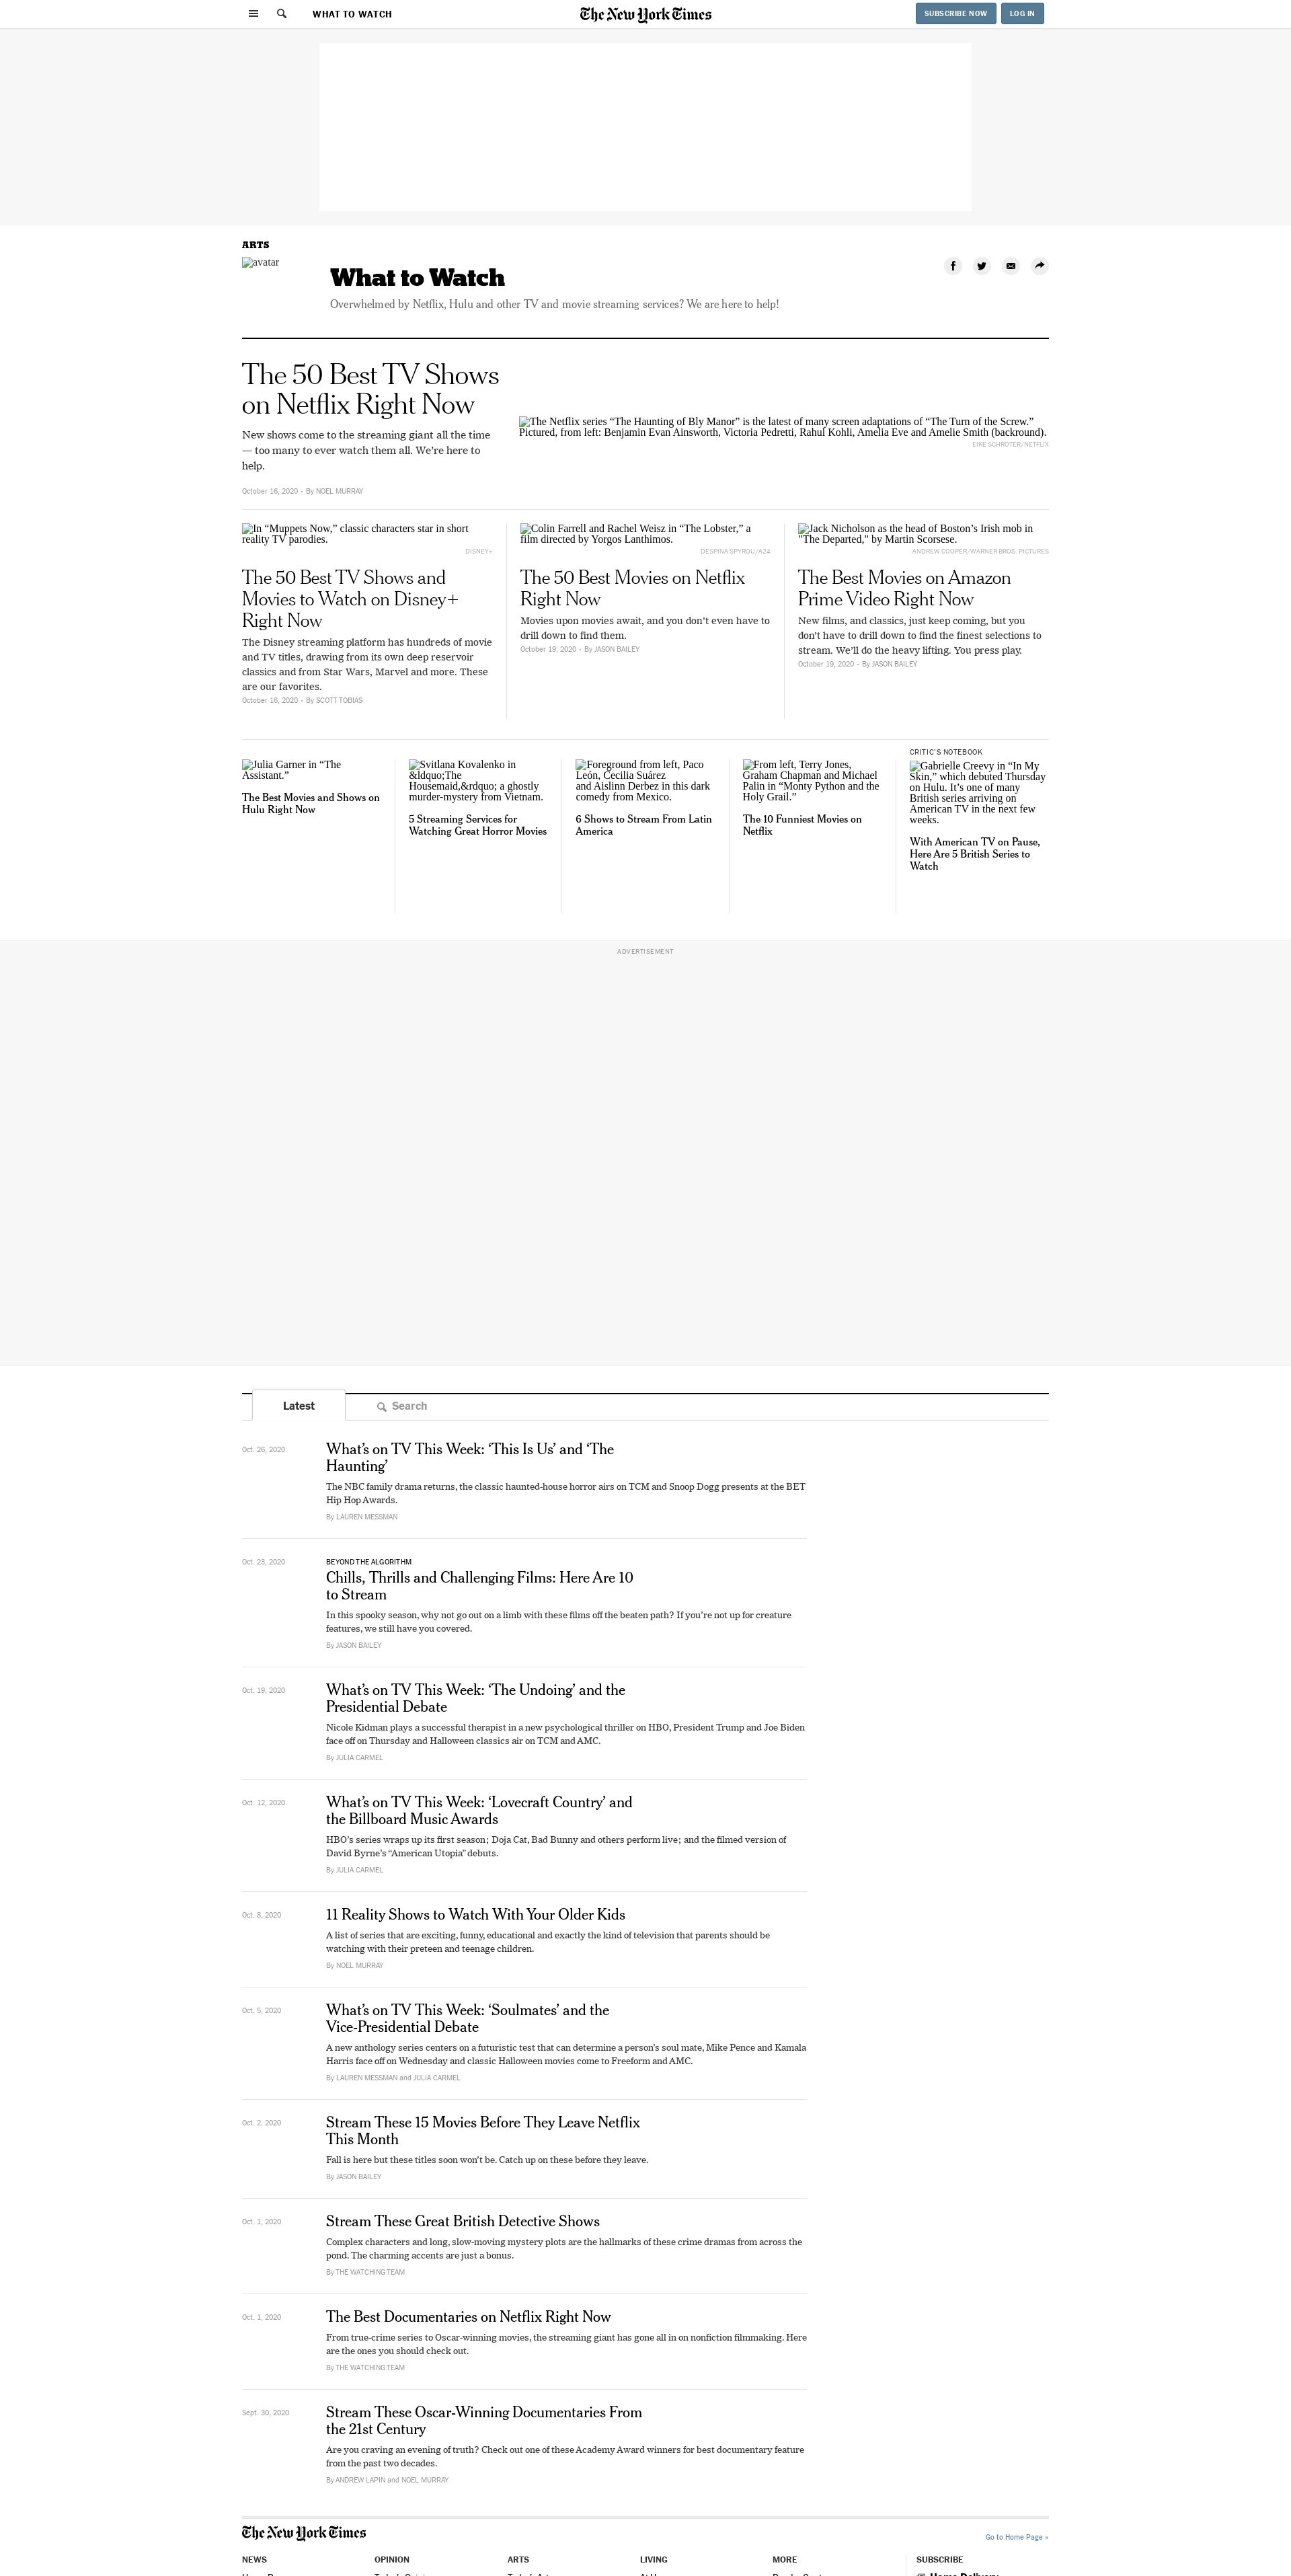 WHAT TO WATCH
The New York Times
SUBSCRIBE NOW
LOG IN
ARTS
avatar
What to Watch
Overwhelmed by Netflix, Hulu and other TV and movie streaming services? We are here to help!
The 50 Best TV Shows
on Netflix Right Now
New shows come to the streaming giant all the time
— too many to ever watch them all. We’re here to
help.
October 16, 2020 • By NOEL MURRAY
The Netflix series “The Haunting of Bly Manor” is the latest of many screen adaptations of “The Turn of the Screw.”
Pictured, from left: Benjamin Evan Ainsworth, Victoria Pedretti, Rahul Kohli, Amelia Eve and Amelie Smith (backround).
EIKE SCHROTER/NETFLIX
In “Muppets Now,” classic characters star in short
reality TV parodies.
DISNEY+
The 50 Best TV Shows and
Movies to Watch on Disney+
Right Now
The Disney streaming platform has hundreds of movie
and TV titles, drawing from its own deep reservoir
classics and from Star Wars, Marvel and more. These
are our favorites.
October 16, 2020 • By SCOTT TOBIAS
Colin Farrell and Rachel Weisz in “The Lobster,” a
film directed by Yorgos Lanthimos.
DESPINA SPYROU/A24
The 50 Best Movies on Netflix
Right Now
Movies upon movies await, and you don’t even have to
drill down to find them.
October 19, 2020 • By JASON BAILEY
Jack Nicholson as the head of Boston’s Irish mob in
"The Departed," by Martin Scorsese.
ANDREW COOPER/WARNER BROS. PICTURES
The Best Movies on Amazon
Prime Video Right Now
New films, and classics, just keep coming, but you
don’t have to drill down to find the finest selections to
stream. We’ll do the heavy lifting. You press play.
October 19, 2020 • By JASON BAILEY
Julia Garner in “The
Assistant.”
The Best Movies and Shows on
Hulu Right Now
Svitlana Kovalenko in
&ldquo;The
Housemaid,&rdquo; a ghostly
murder-mystery from Vietnam.
5 Streaming Services for
Watching Great Horror Movies
Foreground from left, Paco
León, Cecilia Suárez
and Aislinn Derbez in this dark
comedy from Mexico.
6 Shows to Stream From Latin
America
From left, Terry Jones,
Graham Chapman and Michael
Palin in “Monty Python and the
Holy Grail.”
The 10 Funniest Movies on
Netflix
CRITIC’S NOTEBOOK
Gabrielle Creevy in “In My
Skin,” which debuted Thursday
on Hulu. It’s one of many
British series arriving on
American TV in the next few
weeks.
With American TV on Pause,
Here Are 5 British Series to
Watch
ADVERTISEMENT
Latest
Search
Oct. 26, 2020
What’s on TV This Week: ‘This Is Us’ and ‘The
Haunting’
The NBC family drama returns, the classic haunted-house horror airs on TCM and Snoop Dogg presents at the BET
Hip Hop Awards.
By LAUREN MESSMAN
Oct. 23, 2020
BEYOND THE ALGORITHM
Chills, Thrills and Challenging Films: Here Are 10
to Stream
In this spooky season, why not go out on a limb with these films off the beaten path? If you’re not up for creature
features, we still have you covered.
By JASON BAILEY
Oct. 19, 2020
What’s on TV This Week: ‘The Undoing’ and the
Presidential Debate
Nicole Kidman plays a successful therapist in a new psychological thriller on HBO, President Trump and Joe Biden
face off on Thursday and Halloween classics air on TCM and AMC.
By JULIA CARMEL
Oct. 12, 2020
What’s on TV This Week: ‘Lovecraft Country’ and
the Billboard Music Awards
HBO’s series wraps up its first season; Doja Cat, Bad Bunny and others perform live; and the filmed version of
David Byrne’s “American Utopia” debuts.
By JULIA CARMEL
Oct. 8, 2020
11 Reality Shows to Watch With Your Older Kids
A list of series that are exciting, funny, educational and exactly the kind of television that parents should be
watching with their preteen and teenage children.
By NOEL MURRAY
Oct. 5, 2020
What’s on TV This Week: ‘Soulmates’ and the
Vice-Presidential Debate
A new anthology series centers on a futuristic test that can determine a person’s soul mate, Mike Pence and Kamala
Harris face off on Wednesday and classic Halloween movies come to Freeform and AMC.
By LAUREN MESSMAN and JULIA CARMEL
Oct. 2, 2020
Stream These 15 Movies Before They Leave Netflix
This Month
Fall is here but these titles soon won’t be. Catch up on these before they leave.
By JASON BAILEY
Oct. 1, 2020
Stream These Great British Detective Shows
Complex characters and long, slow-moving mystery plots are the hallmarks of these crime dramas from across the
pond. The charming accents are just a bonus.
By THE WATCHING TEAM
Oct. 1, 2020
The Best Documentaries on Netflix Right Now
From true-crime series to Oscar-winning movies, the streaming giant has gone all in on nonfiction filmmaking. Here
are the ones you should check out.
By THE WATCHING TEAM
Sept. 30, 2020
Stream These Oscar-Winning Documentaries From
the 21st Century
Are you craving an evening of truth? Check out one of these Academy Award winners for best documentary feature
from the past two decades.
By ANDREW LAPIN and NOEL MURRAY
The New York Times
Go to Home Page »
NEWS
OPINION
ARTS
LIVING
MORE
SUBSCRIBE